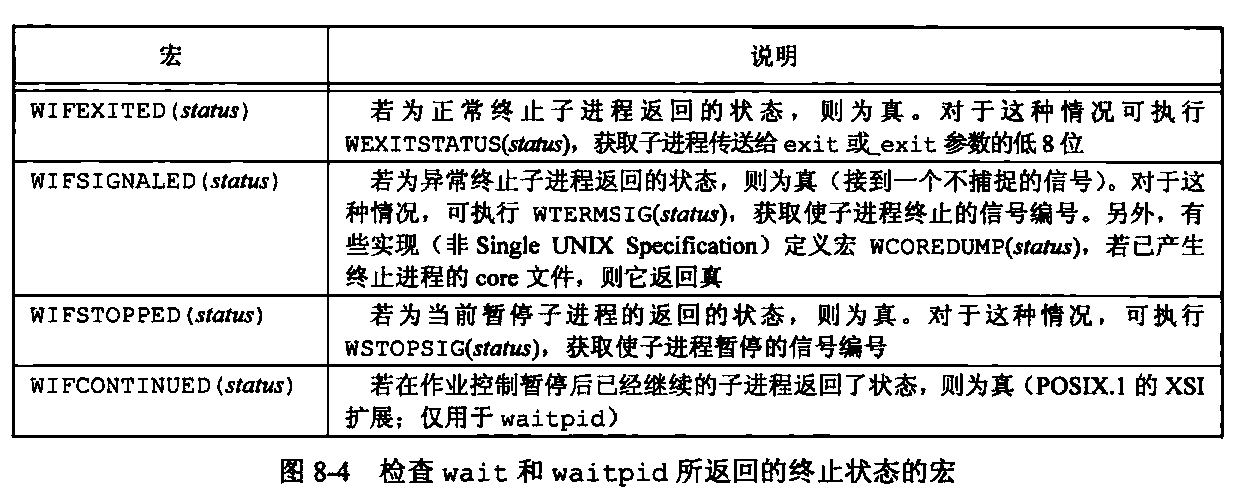 宏 说明
WIFEXITED(status) 若为正常终止子进程返回的状态，则为真。对于这种情况可执行
WEXITSTATUS(status)，获取子进程传送给 exit 或_exit 参数的低 8 位
WIFSIGNALED(status) 若为异常终止子进程返回的状态，则为真（接到一个不捕捉的信号）。对于这
种情况，可执行 WTERMSIG(status)，获取使子进程终止的信号编号。另外，有
些实现（非 Single UNIX Specification）定义宏 WCOREDUMP(status)，若已产生
终止进程的 core 文件，则它返回真
WIFSTOPPED(status) 若为当前暂停子进程的返回的状态，则为真。对于这种情况，可执行
WSTOPSIG(status)，获取使子进程暂停的信号编号
WIFCONTINUED(status) 若在作业控制暂停后已经继续的子进程返回了状态，则为真（POSIX.1 的 XSI
扩展；仅用于 waitpid）
图 8-4 检查 wait 和 waitpid 所返回的终止状态的宏